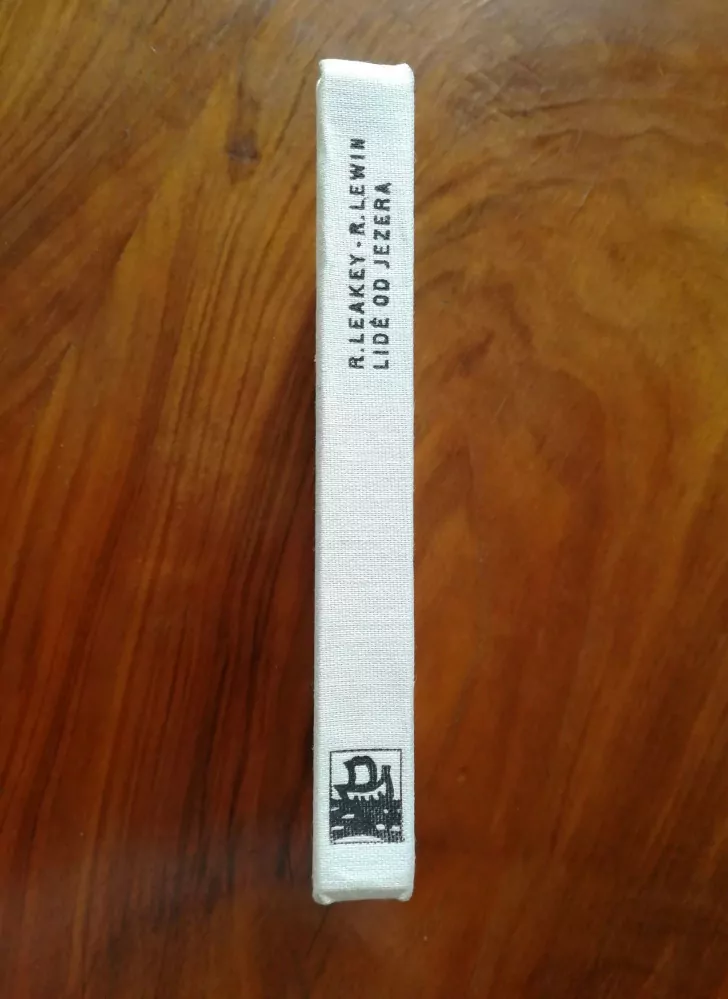 R. LEAKEY - R. LEWIN
LIDÉ OD JEZERA